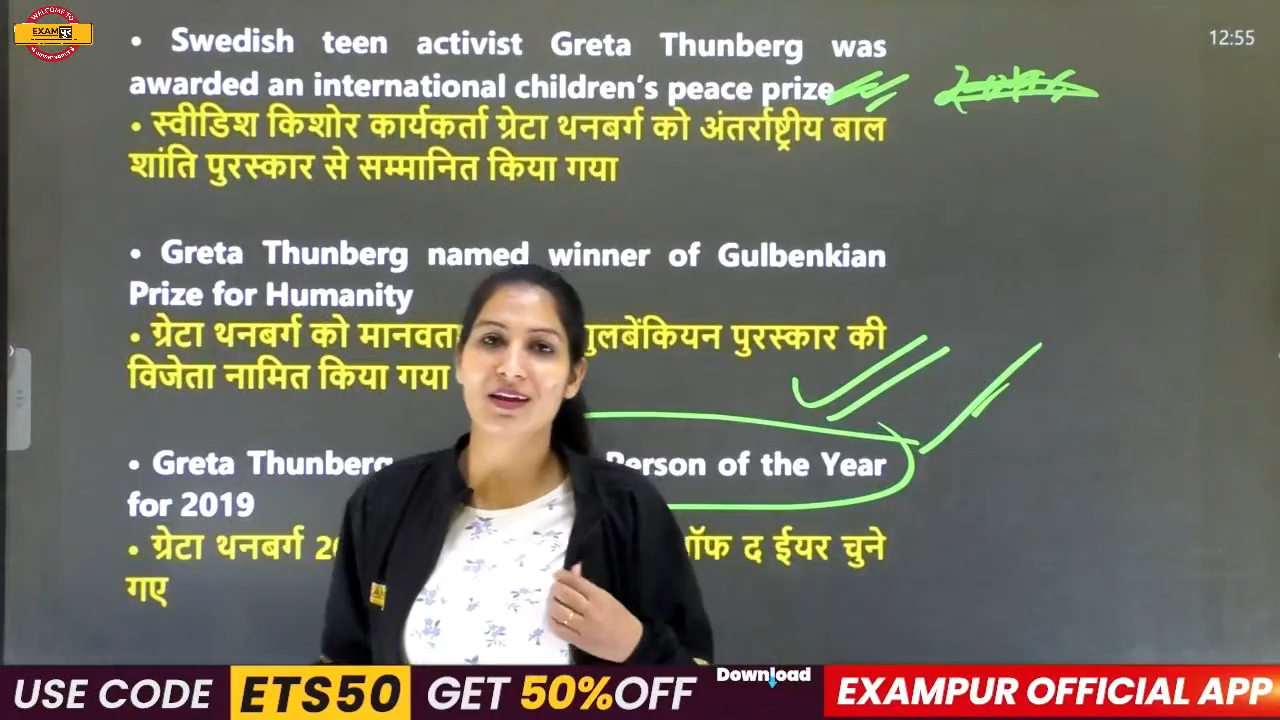 WELCOME TO
EXAMपुर
12:55
• Swedish teen activist Greta Thunberg was
awarded an international children's peace prize
• स्वीडिश किशोर कार्यकर्ता ग्रेटा थनबर्ग को अंतर्राष्ट्रीय बाल
शांति पुरस्कार से सम्मानित किया गया
• Greta Thunberg named winner of Gulbenkian
Prize for Humanity
• ग्रेटा थनबर्ग को मानवता गुलबेंकियन पुरस्कार की
विजेता नामित किया गया
• Greta Thunberg Person of the Year
for 2019
• ग्रेटा थनबर्ग ऑफ द ईयर चुने
गए
USE CODE ETS50 GET 50%OFF Download EXAMPUR OFFICIAL APP